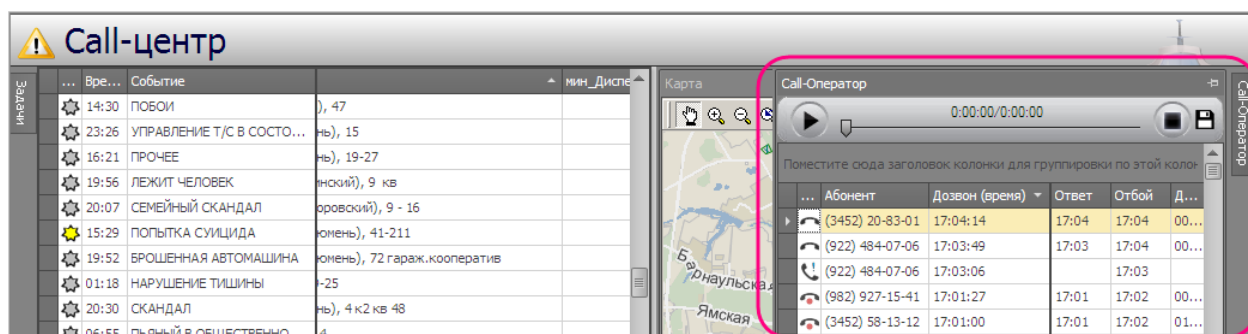 Call-центр
Задачи
... Вре... Событие мин_Диспе
14:30 ПОБОИ ), 47
23:26 УПРАВЛЕНИЕ Т/С В СОСТО... нь), 15
16:21 ПРОЧЕЕ нь), 19-27
19:56 ЛЕЖИТ ЧЕЛОВЕК инский), 9 кв
20:07 СЕМЕЙНЫЙ СКАНДАЛ оровский), 9 - 16
15:29 ПОПЫТКА СУИЦИДА юмень), 41-211
19:52 БРОШЕННАЯ АВТОМАШИНА юмень), 72 гараж.кооператив
01:18 НАРУШЕНИЕ ТИШИНЫ -25
20:30 СКАНДАЛ нь), 4 к2 кв 48
06:55 ПЬЯНЫЙ В ОБЩЕСТВЕННО
Карта
Барнаульская
Ямская
Call-Оператор
0:00:00/0:00:00
Поместите сюда заголовок колонки для группировки по этой колон
... Абонент Дозвон (время) Ответ Отбой Д...
(3452) 20-83-01 17:04:14 17:04 17:04 00...
(922) 484-07-06 17:03:49 17:03 17:04 00...
(922) 484-07-06 17:03:06 17:03
(982) 927-15-41 17:01:27 17:01 17:02 00...
(3452) 58-13-12 17:01:00 17:01 17:02 01...
Call-Оператор